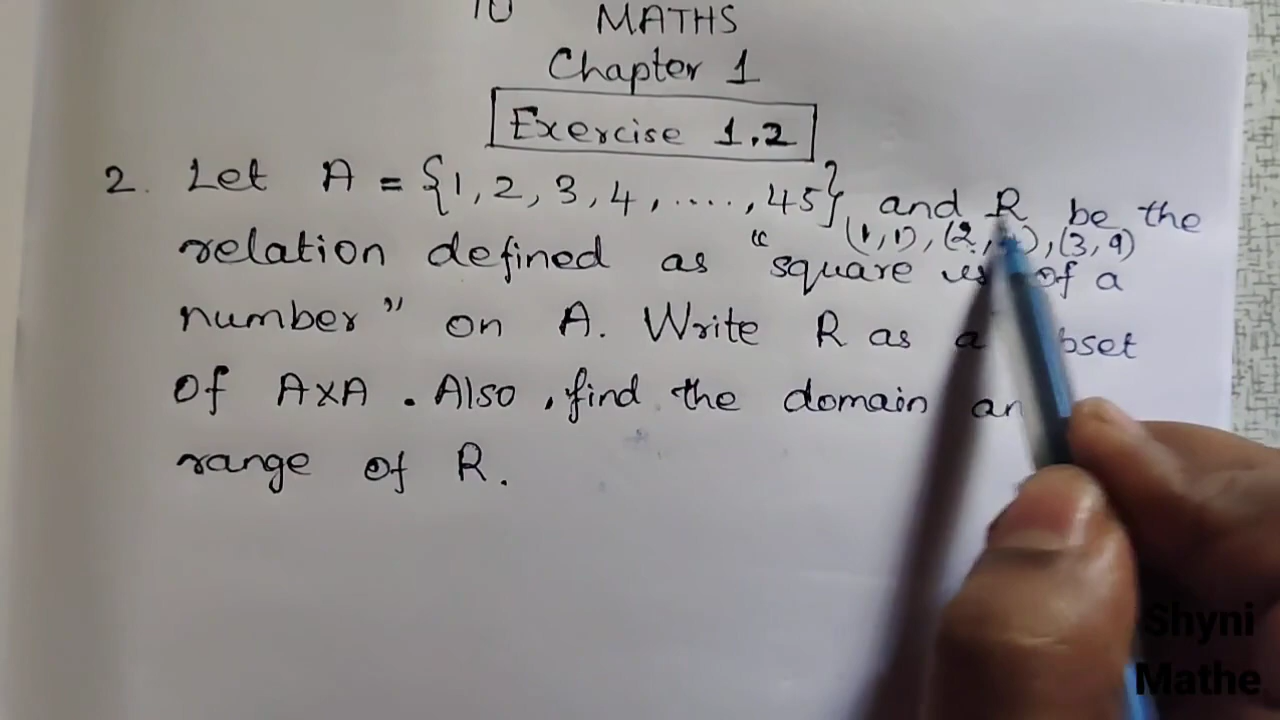 10 MATHS
Chapter 1
Exercise 1.2
2. Let A = {1, 2, 3, 4, ...., 45} and R be the
(1,1), (2, ), (3,9)
relation defined as "square of a
number" on A. Write R as a
of A×A. Also, find the domain
range of R.
Shyni
Mathe